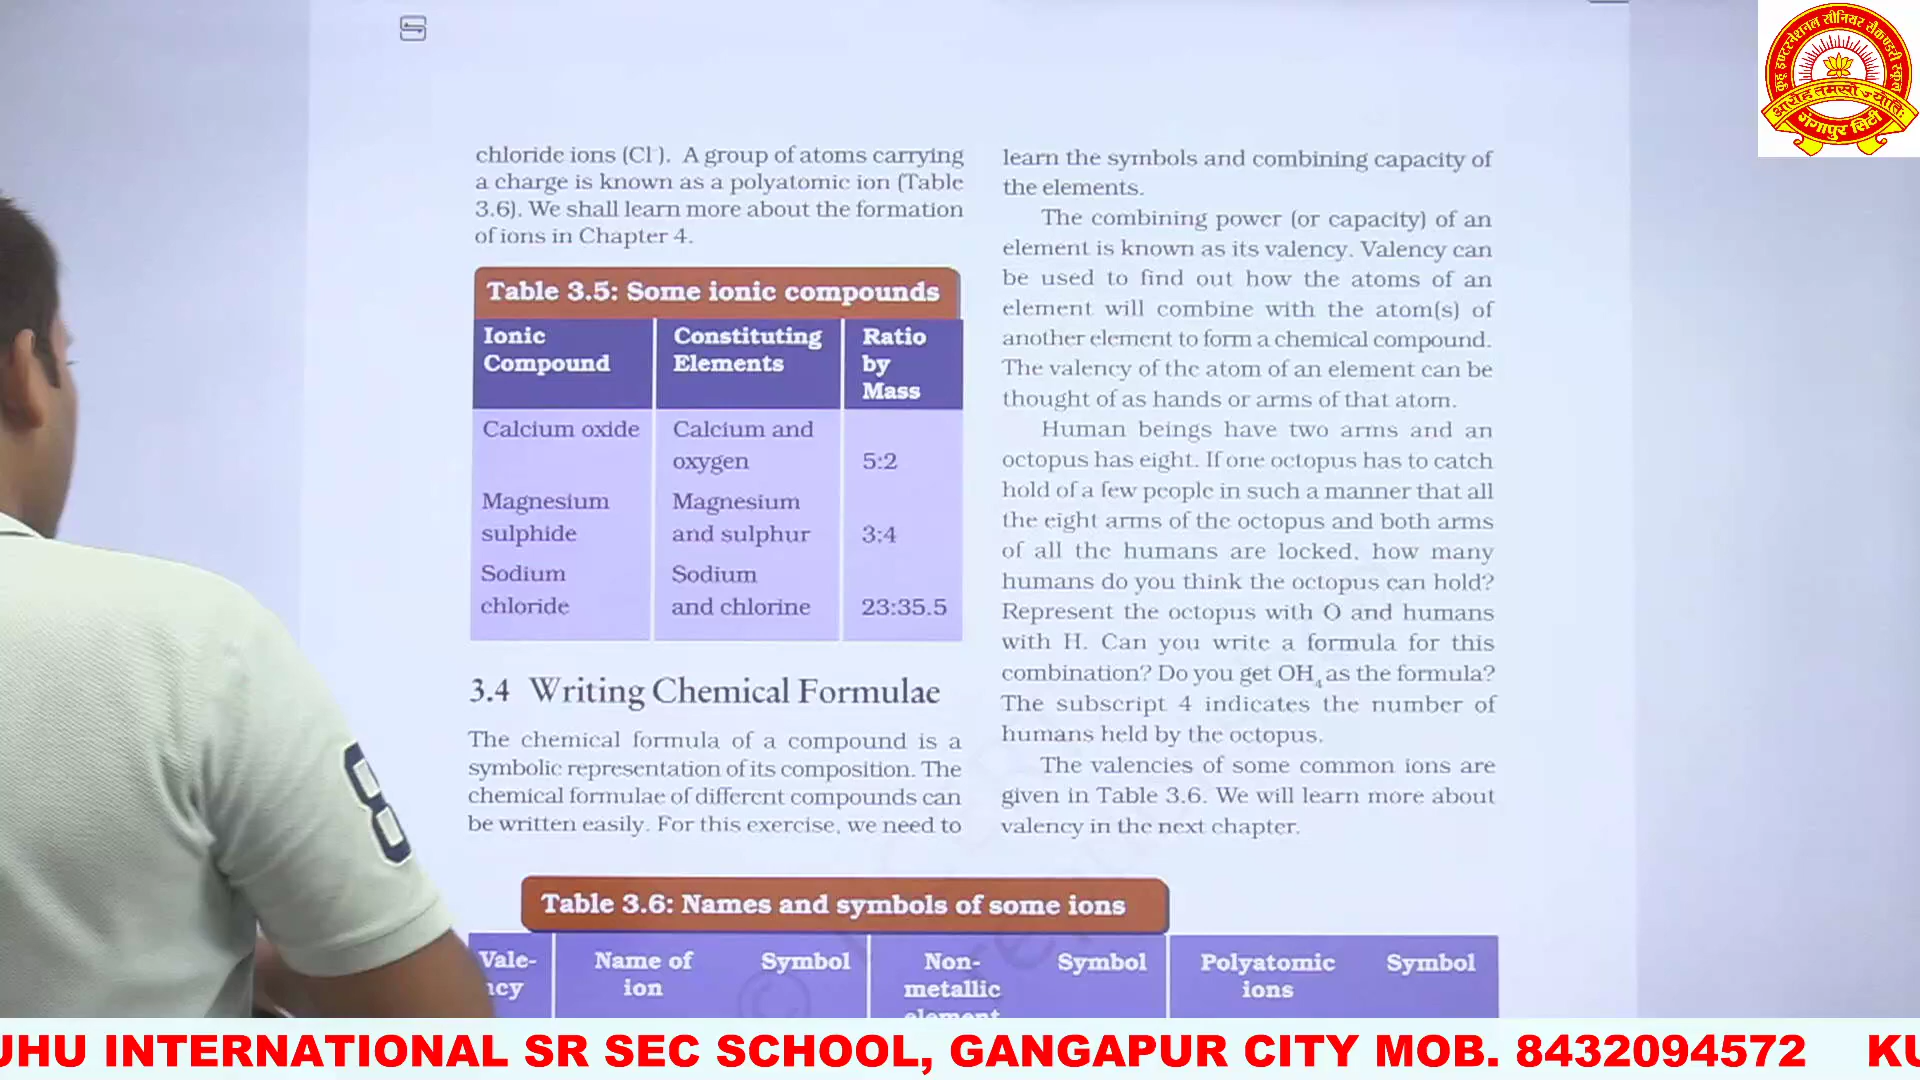 chloride ions (Cl⁻). A group of atoms carrying
a charge is known as a polyatomic ion (Table
3.6). We shall learn more about the formation
of ions in Chapter 4.
Table 3.5: Some ionic compounds
Ionic Compound	Constituting Elements	Ratio by Mass
Calcium oxide	Calcium and oxygen	5:2
Magnesium sulphide	Magnesium and sulphur	3:4
Sodium chloride	Sodium and chlorine	23:35.5
3.4 Writing Chemical Formulae
The chemical formula of a compound is a
symbolic representation of its composition. The
chemical formulae of different compounds can
be written easily. For this exercise, we need to
learn the symbols and combining capacity of
the elements.
The combining power (or capacity) of an
element is known as its valency. Valency can
be used to find out how the atoms of an
element will combine with the atom(s) of
another element to form a chemical compound.
The valency of the atom of an element can be
thought of as hands or arms of that atom.
Human beings have two arms and an
octopus has eight. If one octopus has to catch
hold of a few people in such a manner that all
the eight arms of the octopus and both arms
of all the humans are locked, how many
humans do you think the octopus can hold?
Represent the octopus with O and humans
with H. Can you write a formula for this
combination? Do you get OH₄ as the formula?
The subscript 4 indicates the number of
humans held by the octopus.
The valencies of some common ions are
given in Table 3.6. We will learn more about
valency in the next chapter.
Table 3.6: Names and symbols of some ions
Vale-ncy	Name of ion	Symbol	Non-metallic element	Symbol	Polyatomic ions	Symbol
8
कुहू इण्टरनेशनल सीनियर सैकण्डरी स्कूल
आरोह तमसो ज्योतिः
गंगापुर सिटी
UHU INTERNATIONAL SR SEC SCHOOL, GANGAPUR CITY MOB. 8432094572 KU